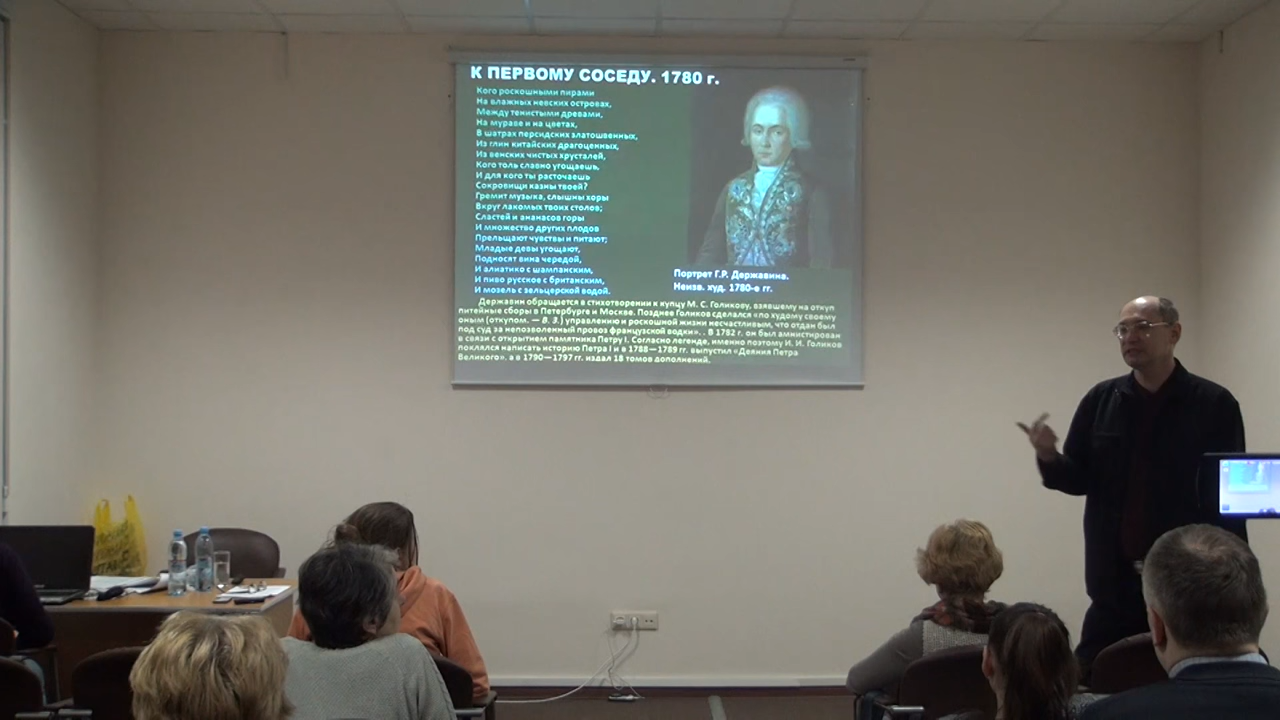 К ПЕРВОМУ СОСЕДУ. 1780 г.
Кого роскошными пирами
На влажных невских островах,
Между тенистыми древами,
На мураве и на цветах,
В шатрах персидских златошвенных,
Из глин китайских драгоценных,
Из венских чистых хрусталей,
Кого толь славно угощаешь,
И для кого ты расточаешь
Сокровищи казны твоей?
Гремит музыка, слышны хоры
Вкруг лакомых твоих столов;
Сластей и ананасов горы
И множество других плодов
Прельщают чувствы и питают;
Младые девы угощают,
Подносят вина чередой,
И алиатико с шампанским,
И пиво русское с британским,
И мозель с зельцерской водой.
Портрет Г.Р. Державина.
Неизв. худ. 1780-е гг.
Державин обращается в стихотворении к купцу М. С. Голикову, взявшему на откуп
питейные сборы в Петербурге и Москве. Позднее Голиков сделался «по худому своему
оным (откупом. — В. З.) управлению и роскошной жизни несчастливым, что отдан был
под суд за непозволенный провоз французской водки». . В 1782 г. он был амнистирован
в связи с открытием памятника Петру I. Согласно легенде, именно поэтому И. И. Голиков
поклялся написать историю Петра I и в 1788—1789 гг. выпустил «Деяния Петра
Великого», а в 1790—1797 гг. издал 18 томов дополнений.